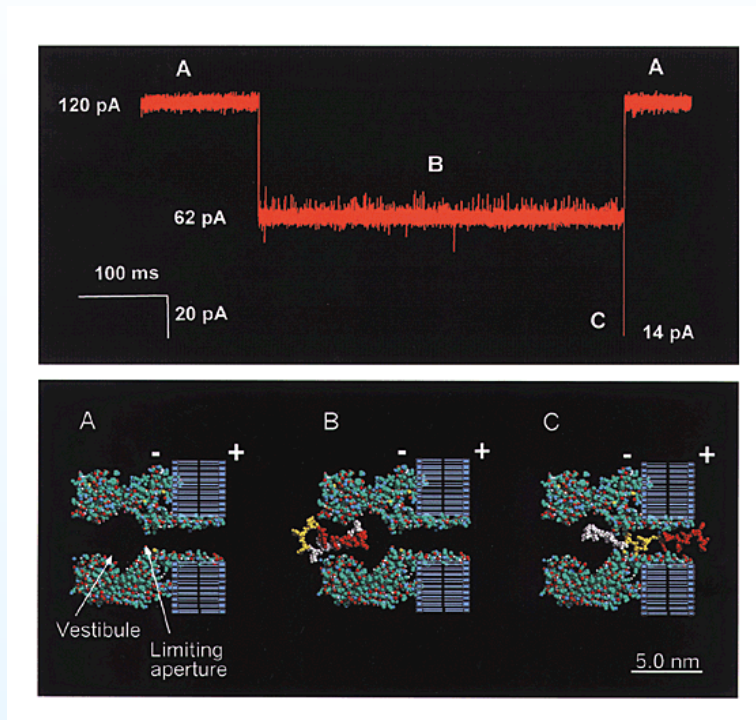 A
A
120 pA
B
62 pA
100 ms
20 pA
C
14 pA
A
B
C
- +
- +
- +
Vestibule
Limiting
aperture
5.0 nm